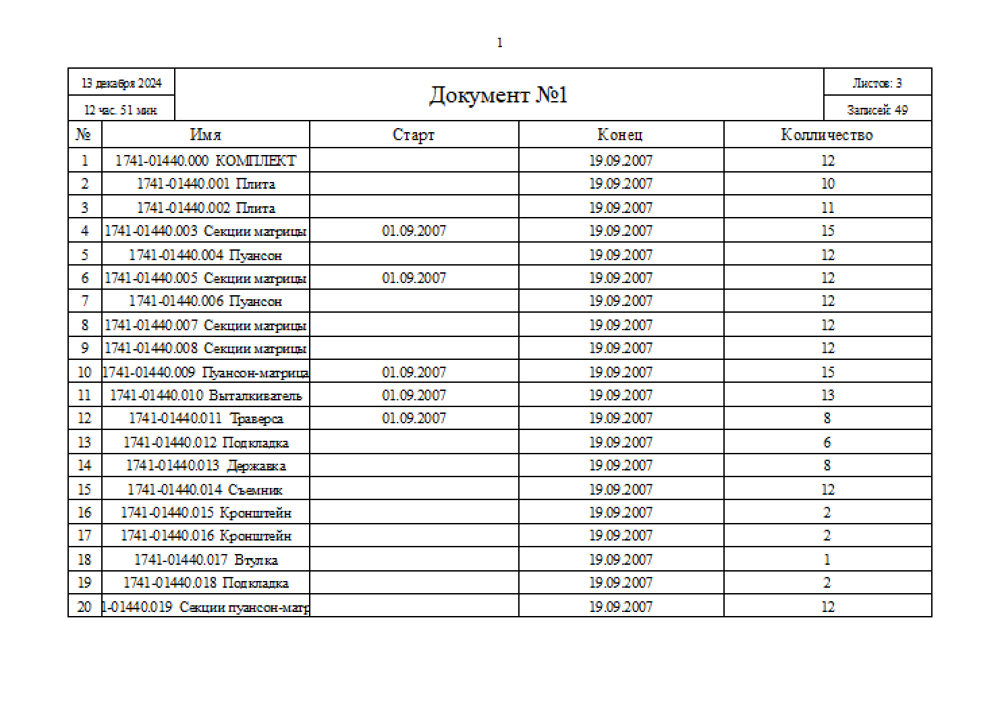 1
13 декабря 2024
Документ №1
Листов: 3
12 час. 51 мин.
Записей: 49
№ Имя Старт Конец Колличество
1 1741-01440.000 КОМПЛЕКТ 19.09.2007 12
2 1741-01440.001 Плита 19.09.2007 10
3 1741-01440.002 Плита 19.09.2007 11
4 1741-01440.003 Секции матрицы 01.09.2007 19.09.2007 15
5 1741-01440.004 Пуансон 19.09.2007 12
6 1741-01440.005 Секции матрицы 01.09.2007 19.09.2007 12
7 1741-01440.006 Пуансон 19.09.2007 12
8 1741-01440.007 Секции матрицы 19.09.2007 12
9 1741-01440.008 Секции матрицы 19.09.2007 12
10 1741-01440.009 Пуансон-матрица 01.09.2007 19.09.2007 15
11 1741-01440.010 Выталкиватель 01.09.2007 19.09.2007 13
12 1741-01440.011 Траверса 01.09.2007 19.09.2007 8
13 1741-01440.012 Подкладка 19.09.2007 6
14 1741-01440.013 Державка 19.09.2007 8
15 1741-01440.014 Съемник 19.09.2007 12
16 1741-01440.015 Кронштейн 19.09.2007 2
17 1741-01440.016 Кронштейн 19.09.2007 2
18 1741-01440.017 Втулка 19.09.2007 1
19 1741-01440.018 Подкладка 19.09.2007 2
20 1-01440.019 Секции пуансон-матр 19.09.2007 12